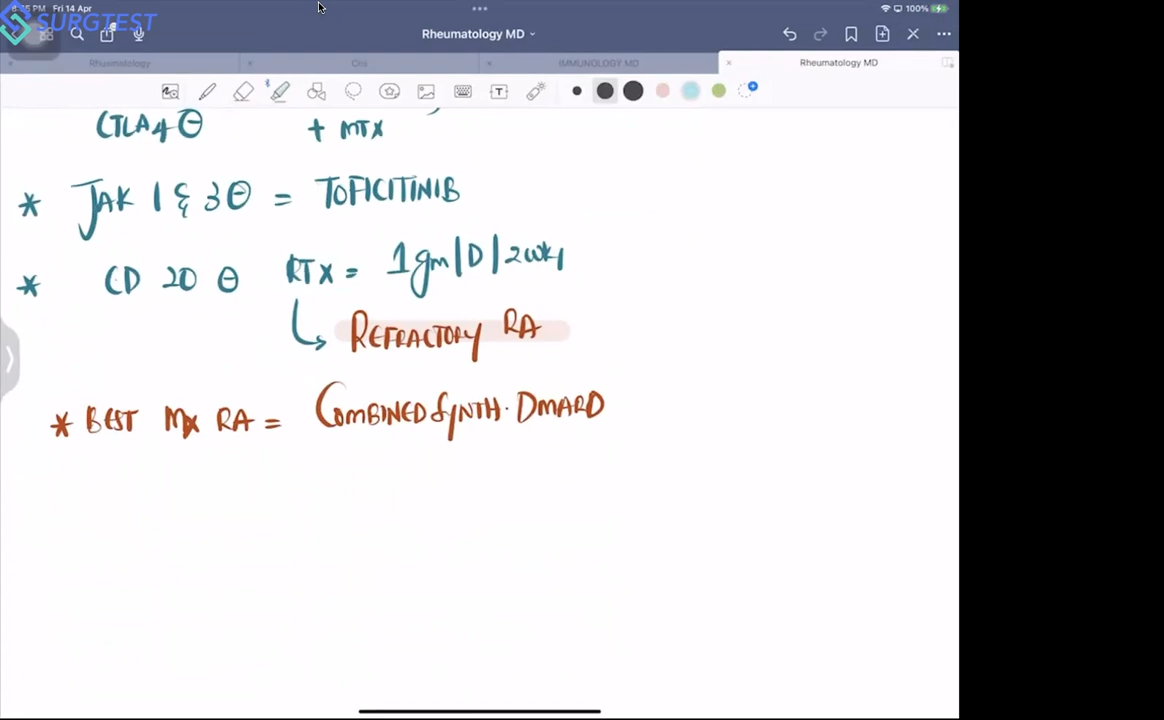 Fri 14 Apr
100%
SURGTEST
Rheumatology MD
Rheumatology
Cns
IMMUNOLOGY MD
Rheumatology MD
CTLA4 Θ + MTX
* JAK 1 & 3 Θ = TOFICITINIB
* CD 20 Θ RTX = 1gm|D|2wk
↳ REFRACTORY RA
* BEST Mx RA = COMBINED SYNTH. DMARD